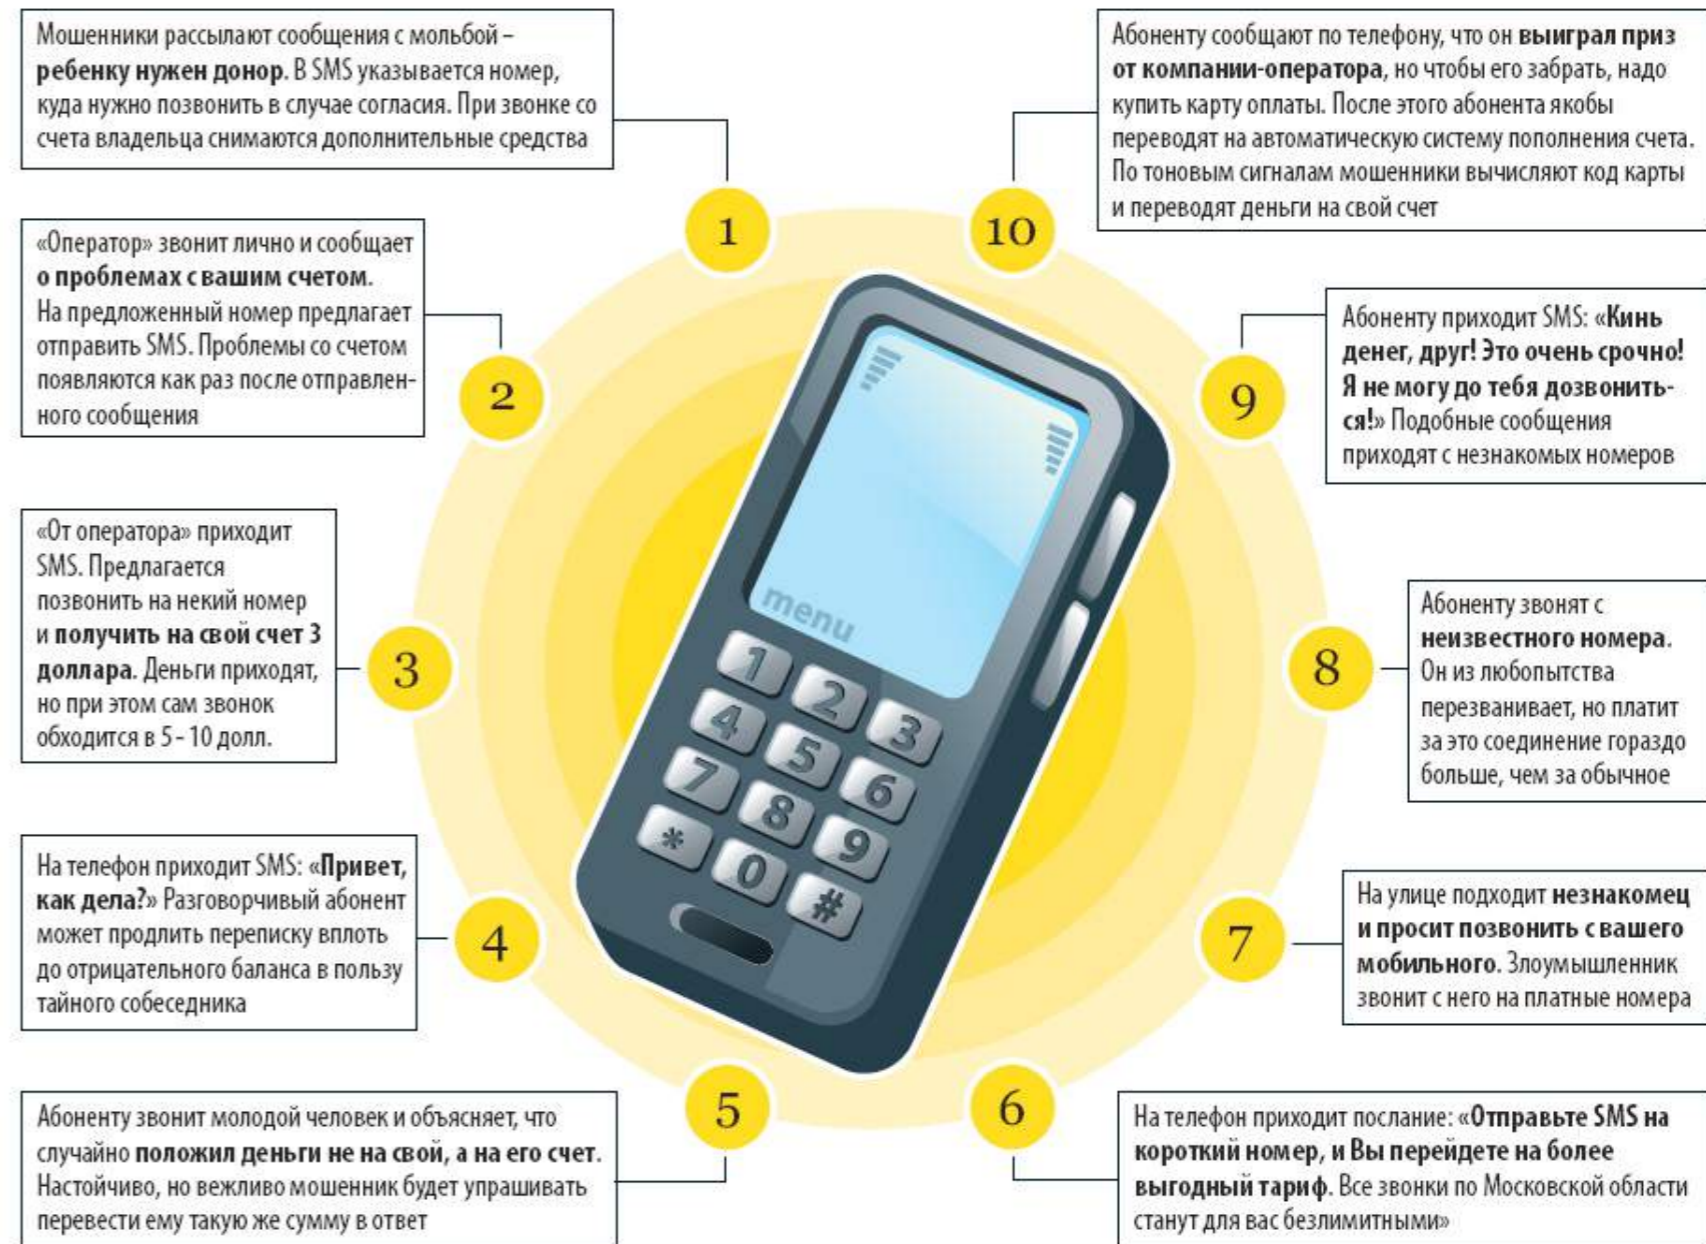 Мошенники рассылают сообщения с мольбой –
ребенку нужен донор. В SMS указывается номер,
куда нужно позвонить в случае согласия. При звонке со
счета владельца снимаются дополнительные средства
1
«Оператор» звонит лично и сообщает
о проблемах с вашим счетом.
На предложенный номер предлагает
отправить SMS. Проблемы со счетом
появляются как раз после отправлен-
ного сообщения
2
«От оператора» приходит
SMS. Предлагается
позвонить на некий номер
и получить на свой счет 3
доллара. Деньги приходят,
но при этом сам звонок
обходится в 5 - 10 долл.
3
На телефон приходит SMS: «Привет,
как дела?» Разговорчивый абонент
может продлить переписку вплоть
до отрицательного баланса в пользу
тайного собеседника
4
Абоненту звонит молодой человек и объясняет, что
случайно положил деньги не на свой, а на его счет.
Настойчиво, но вежливо мошенник будет упрашивать
перевести ему такую же сумму в ответ
5
menu
1 2 3
4 5 6
7 8 9
* 0 #
10
Абоненту сообщают по телефону, что он выиграл приз
от компании-оператора, но чтобы его забрать, надо
купить карту оплаты. После этого абонента якобы
переводят на автоматическую систему пополнения счета.
По тоновым сигналам мошенники вычисляют код карты
и переводят деньги на свой счет
9
Абоненту приходит SMS: «Кинь
денег, друг! Это очень срочно!
Я не могу до тебя дозвонить-
ся!» Подобные сообщения
приходят с незнакомых номеров
8
Абоненту звонят с
неизвестного номера.
Он из любопытства
перезванивает, но платит
за это соединение гораздо
больше, чем за обычное
7
На улице подходит незнакомец
и просит позвонить с вашего
мобильного. Злоумышленник
звонит с него на платные номера
6
На телефон приходит послание: «Отправьте SMS на
короткий номер, и Вы перейдете на более
выгодный тариф. Все звонки по Московской области
станут для вас безлимитными»